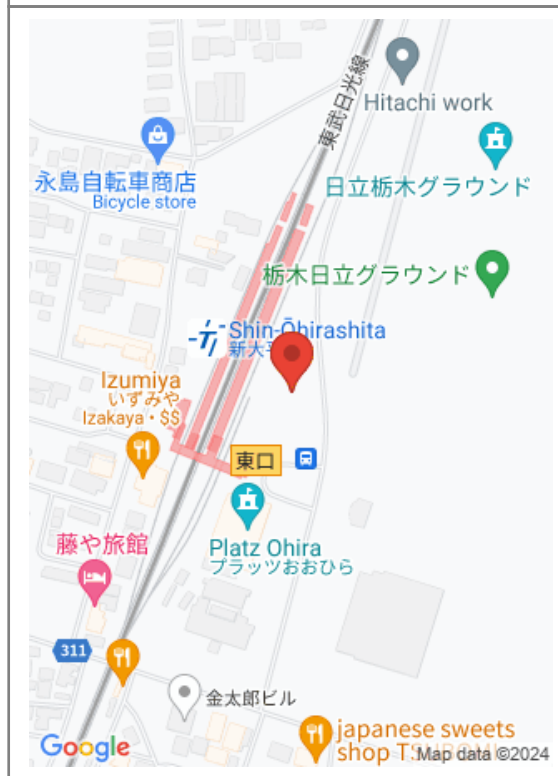 東武日光線
Hitachi work
永島自転車商店
Bicycle store
日立栃木グラウンド
栃木日立グラウンド
Shin-Ōhirashita
新大
Izumiya
いずみや
Izakaya・$$
東口
Platz Ohira
プラッツおおひら
藤や旅館
311
金太郎ビル
japanese sweets
shop
Google
Map data ©2024